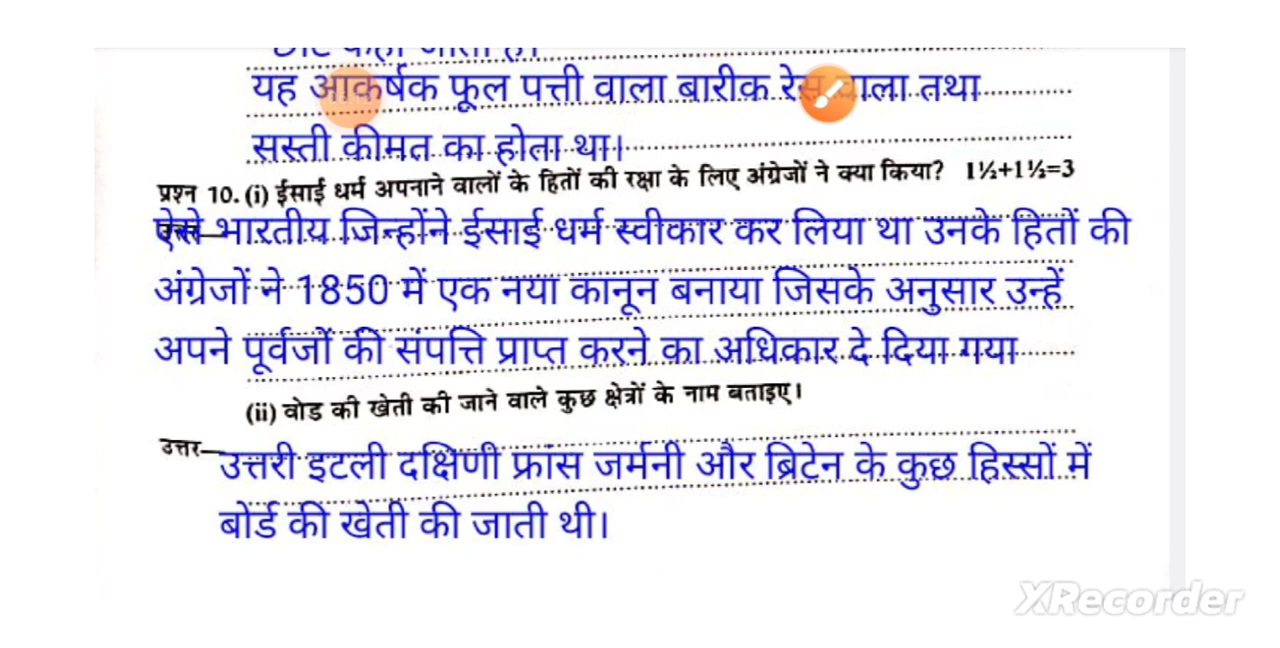 छींट कहा जाता है।
यह आकर्षक फूल पत्ती वाला बारीक रेस वाला तथा
सस्ती कीमत का होता था।
प्रश्न 10. (i) ईसाई धर्म अपनाने वालों के हितों की रक्षा के लिए अंग्रेजों ने क्या किया? 1½+1½=3
ऐसे भारतीय जिन्होंने ईसाई धर्म स्वीकार कर लिया था उनके हितों की
अंग्रेजों ने 1850 में एक नया कानून बनाया जिसके अनुसार उन्हें
अपने पूर्वजों की संपत्ति प्राप्त करने का अधिकार दे दिया गया
(ii) वोड की खेती की जाने वाले कुछ क्षेत्रों के नाम बताइए।
उत्तर— उत्तरी इटली दक्षिणी फ्रांस जर्मनी और ब्रिटेन के कुछ हिस्सों में
बोर्ड की खेती की जाती थी।
XRecorder